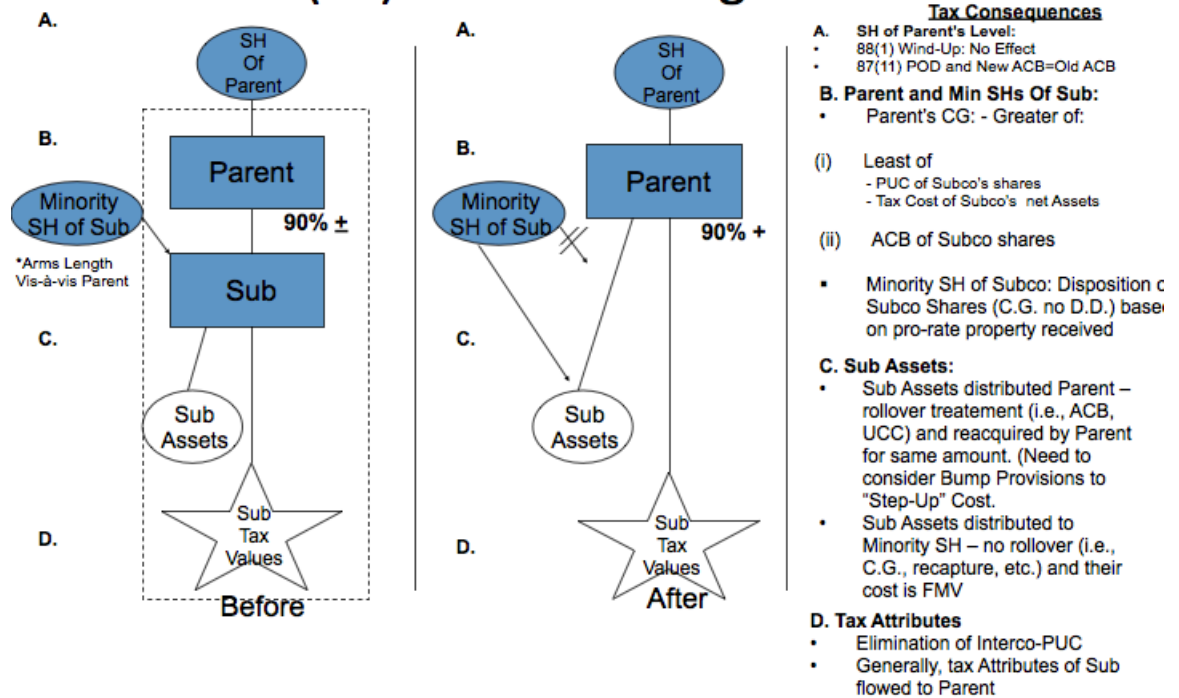 A.
SH
Of
Parent
B.
Parent
Minority
SH of Sub
90% ±
*Arms Length
Vis-à-vis Parent
Sub
C.
Sub
Assets
Sub
Tax
Values
D.
Before
A.
SH
Of
Parent
B.
Parent
Minority
SH of Sub
90% +
C.
Sub
Assets
Sub
Tax
Values
D.
After
Tax Consequences
A. SH of Parent's Level:
• 88(1) Wind-Up: No Effect
• 87(11) POD and New ACB=Old ACB
B. Parent and Min SHs Of Sub:
• Parent's CG: - Greater of:
(i) Least of
- PUC of Subco's shares
- Tax Cost of Subco's net Assets
(ii) ACB of Subco shares
▪ Minority SH of Subco: Disposition
Subco Shares (C.G. no D.D.)
on pro-rate property received
C. Sub Assets:
• Sub Assets distributed Parent –
rollover treatement (i.e., ACB,
UCC) and reacquired by Parent
for same amount. (Need to
consider Bump Provisions to
“Step-Up” Cost.
• Sub Assets distributed to
Minority SH – no rollover (i.e.,
C.G., recapture, etc.) and their
cost is FMV
D. Tax Attributes
• Elimination of Interco-PUC
• Generally, tax Attributes of Sub
flowed to Parent